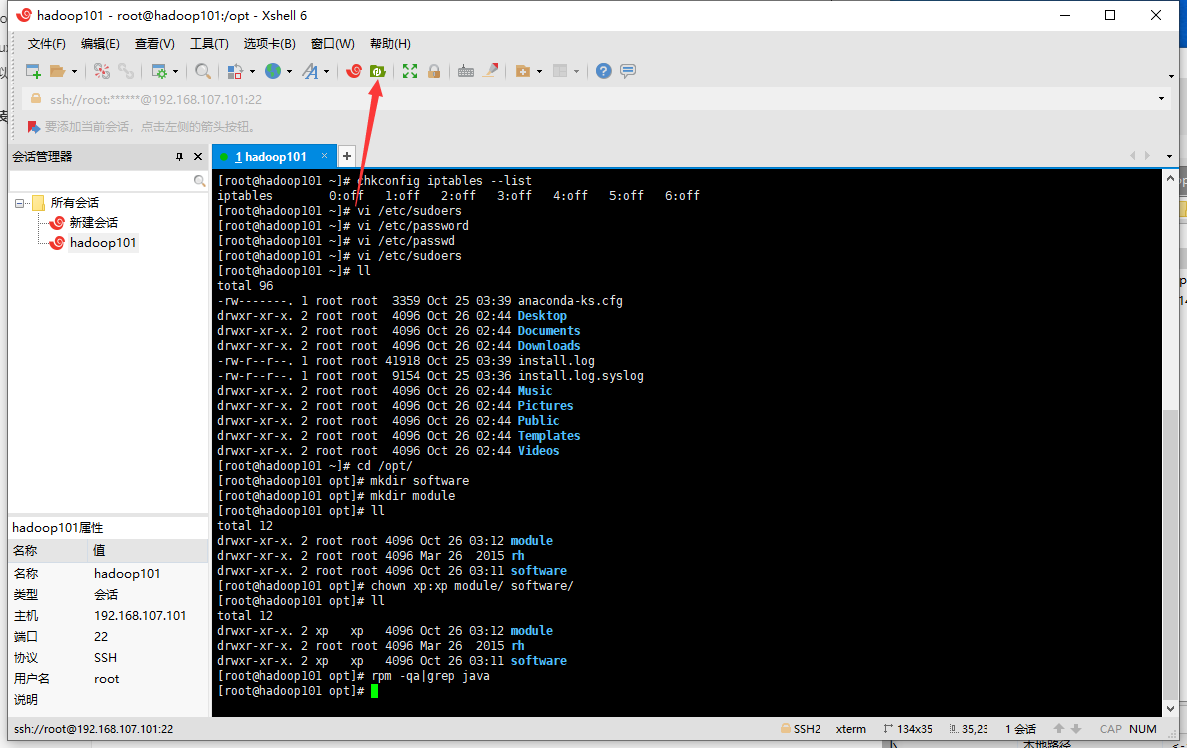 hadoop101 - root@hadoop101:/opt - Xshell 6
文件(F) 编辑(E) 查看(V) 工具(T) 选项卡(B) 窗口(W) 帮助(H)
ssh://root:******@192.168.107.101:22
要添加当前会话，点击左侧的箭头按钮。
会话管理器
所有会话
新建会话
hadoop101
hadoop101属性
名称 值
名称 hadoop101
类型 会话
主机 192.168.107.101
端口 22
协议 SSH
用户名 root
说明
1 hadoop101
[root@hadoop101 ~]# chkconfig iptables --list
iptables 0:off 1:off 2:off 3:off 4:off 5:off 6:off
[root@hadoop101 ~]# vi /etc/sudoers
[root@hadoop101 ~]# vi /etc/password
[root@hadoop101 ~]# vi /etc/passwd
[root@hadoop101 ~]# vi /etc/sudoers
[root@hadoop101 ~]# ll
total 96
-rw-------. 1 root root 3359 Oct 25 03:39 anaconda-ks.cfg
drwxr-xr-x. 2 root root 4096 Oct 26 02:44 Desktop
drwxr-xr-x. 2 root root 4096 Oct 26 02:44 Documents
drwxr-xr-x. 2 root root 4096 Oct 26 02:44 Downloads
-rw-r--r--. 1 root root 41918 Oct 25 03:39 install.log
-rw-r--r--. 1 root root 9154 Oct 25 03:36 install.log.syslog
drwxr-xr-x. 2 root root 4096 Oct 26 02:44 Music
drwxr-xr-x. 2 root root 4096 Oct 26 02:44 Pictures
drwxr-xr-x. 2 root root 4096 Oct 26 02:44 Public
drwxr-xr-x. 2 root root 4096 Oct 26 02:44 Templates
drwxr-xr-x. 2 root root 4096 Oct 26 02:44 Videos
[root@hadoop101 ~]# cd /opt/
[root@hadoop101 opt]# mkdir software
[root@hadoop101 opt]# mkdir module
[root@hadoop101 opt]# ll
total 12
drwxr-xr-x. 2 root root 4096 Oct 26 03:12 module
drwxr-xr-x. 2 root root 4096 Mar 26 2015 rh
drwxr-xr-x. 2 root root 4096 Oct 26 03:11 software
[root@hadoop101 opt]# chown xp:xp module/ software/
[root@hadoop101 opt]# ll
total 12
drwxr-xr-x. 2 xp xp 4096 Oct 26 03:12 module
drwxr-xr-x. 2 root root 4096 Mar 26 2015 rh
drwxr-xr-x. 2 xp xp 4096 Oct 26 03:11 software
[root@hadoop101 opt]# rpm -qa|grep java
[root@hadoop101 opt]#
ssh://root@192.168.107.101:22 SSH2 xterm 134x35 35,23 1 会话 CAP NUM